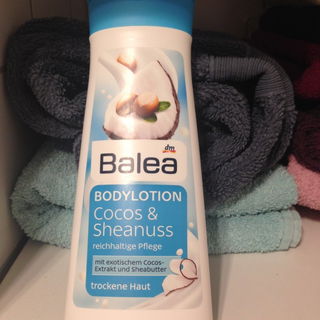 dm
Balea
BODYLOTION
Cocos &
Sheanuss
reichhaltige Pflege
mit exotischem Cocos-
Extrakt und Sheabutter
trockene Haut